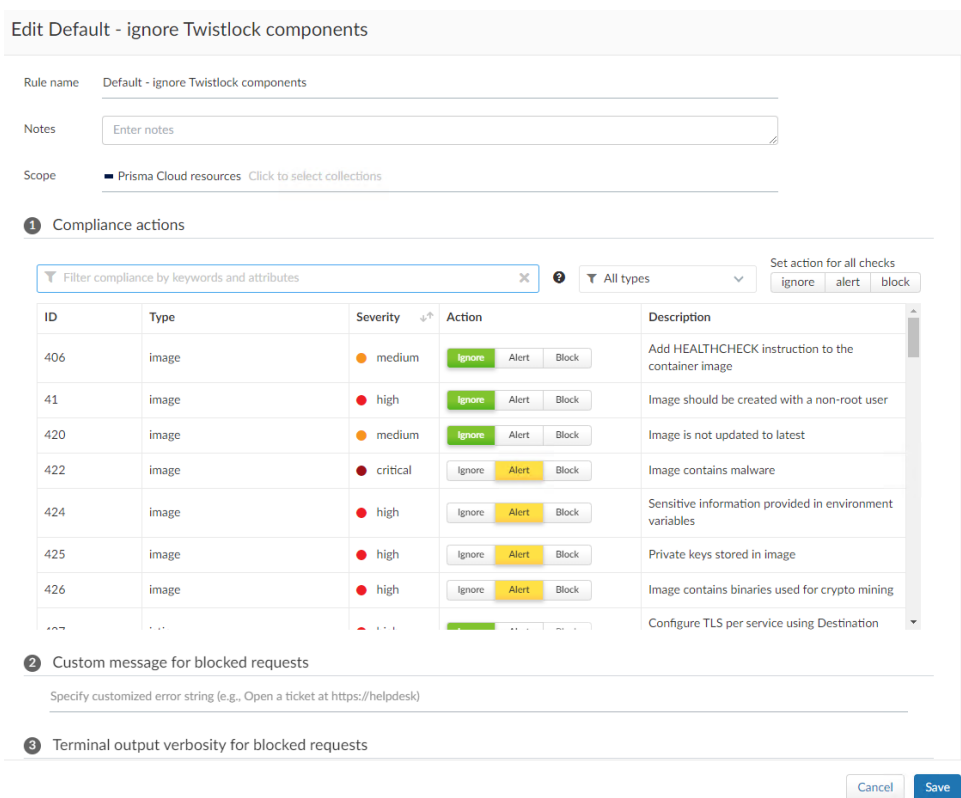 Edit Default - ignore Twistlock components
Rule name Default - ignore Twistlock components
Notes Enter notes
Scope Prisma Cloud resources Click to select collections
1 Compliance actions
Set action for all checks
Filter compliance by keywords and attributes ? All types ignore alert block
ID Type Severity Action Description
406 image medium Ignore Alert Block Add HEALTHCHECK instruction to the
container image
41 image high Ignore Alert Block Image should be created with a non-root user
420 image medium Ignore Alert Block Image is not updated to latest
422 image critical Ignore Alert Block Image contains malware
424 image high Ignore Alert Block Sensitive information provided in environment
variables
425 image high Ignore Alert Block Private keys stored in image
426 image high Ignore Alert Block Image contains binaries used for crypto mining
Configure TLS per service using Destination
2 Custom message for blocked requests
Specify customized error string (e.g., Open a ticket at https://helpdesk)
3 Terminal output verbosity for blocked requests
Cancel Save